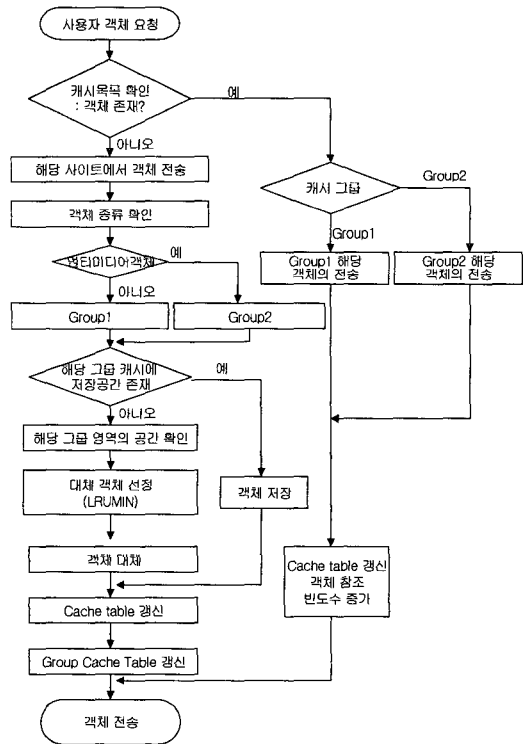 사용자 객체 요청
캐시목록 확인
: 객체 존재?
예
아니오
해당 사이트에서 객체 전송
객체 종류 확인
멀티미디어객체
예
아니오
Group1
Group2
캐시 그룹
Group2
Group1
Group1 해당
객체의 전송
Group2 해당
객체의 전송
해당 그룹 캐시에
저장공간 존재
예
아니오
해당 그룹 영역의 공간 확인
대체 객체 선정
(LRUMIN)
객체 저장
객체 대체
Cache table 갱신
Group Cache Table 갱신
Cache table 갱신
객체 참조
빈도수 증가
객체 전송